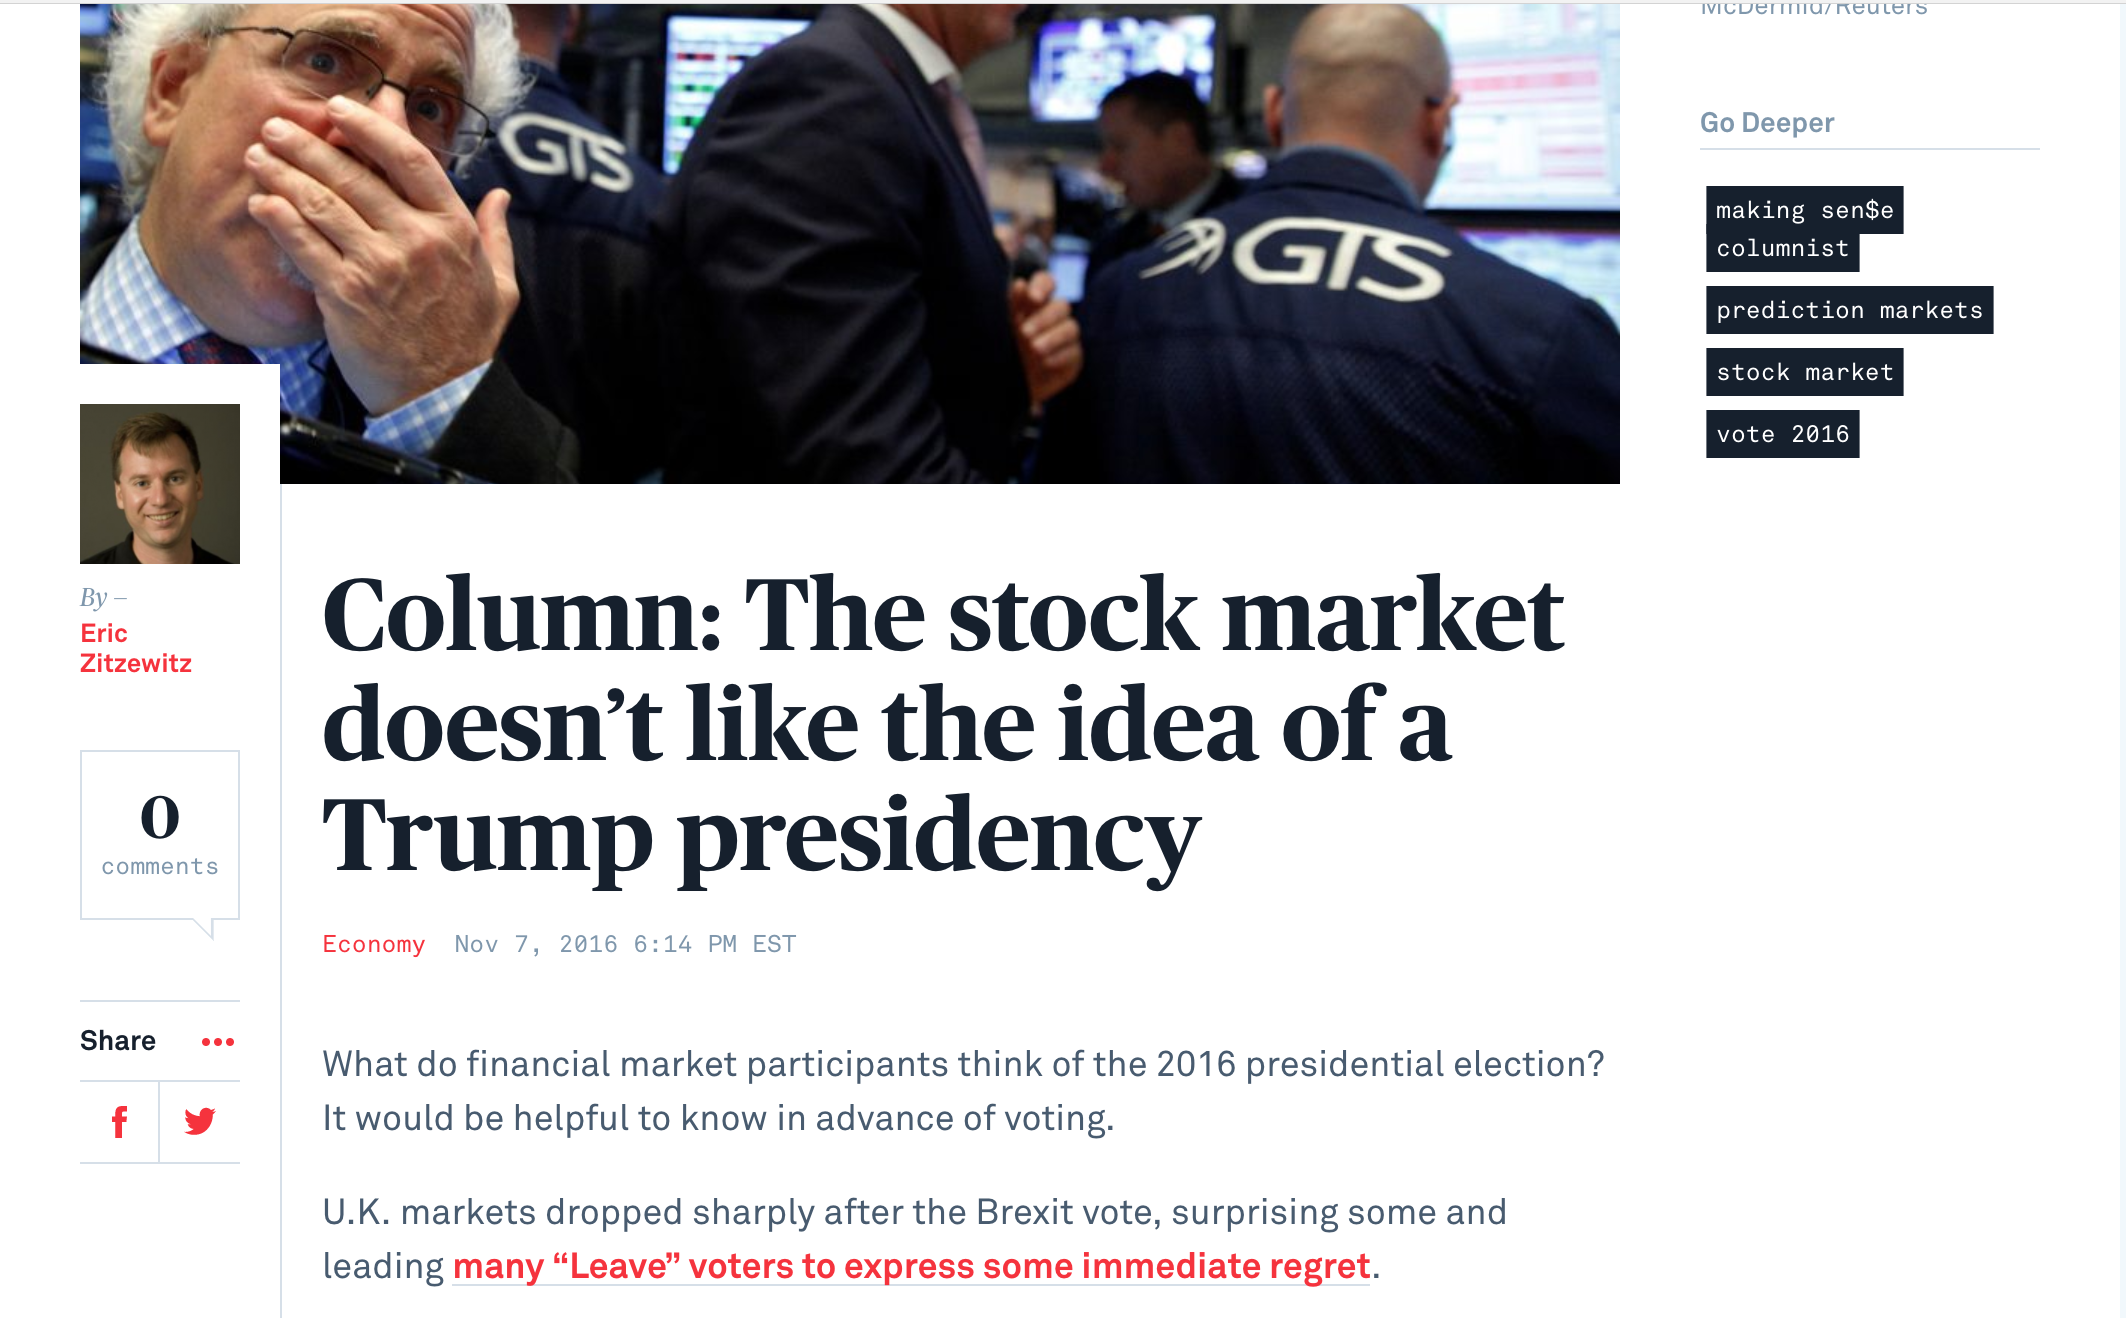 McDermid/Reuters
GTS
GTS
Go Deeper
making sen$e
columnist
prediction markets
stock market
vote 2016
By –
Eric
Zitzewitz
0
comments
Share
Column: The stock market
doesn’t like the idea of a
Trump presidency
Economy Nov 7, 2016 6:14 PM EST
What do financial market participants think of the 2016 presidential election?
It would be helpful to know in advance of voting.
U.K. markets dropped sharply after the Brexit vote, surprising some and
leading many “Leave” voters to express some immediate regret.